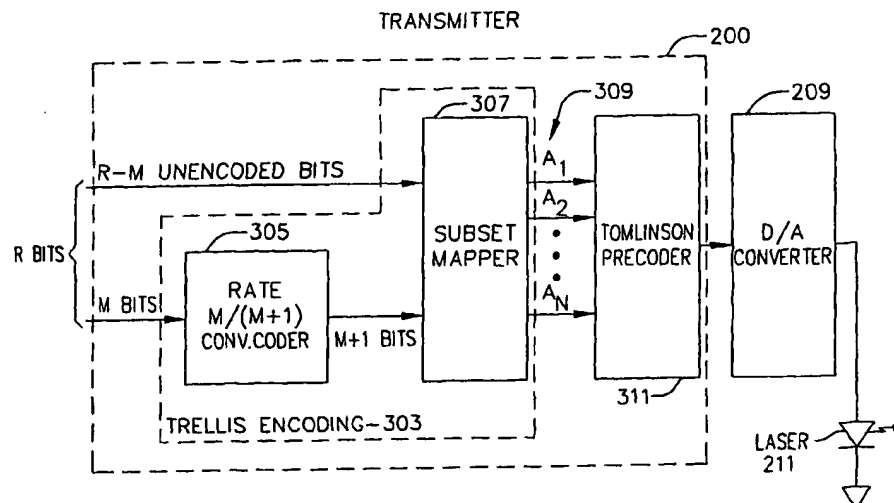 TRANSMITTER
200
307
309
209
R-M UNENCODED BITS
A1
A2
AN
R BITS
305
SUBSET
MAPPER
TOMLINSON
PRECODER
D/A
CONVERTER
M BITS
RATE
M/(M+1)
CONV.CODER
M+1 BITS
311
TRELLIS ENCODING~303
LASER
211